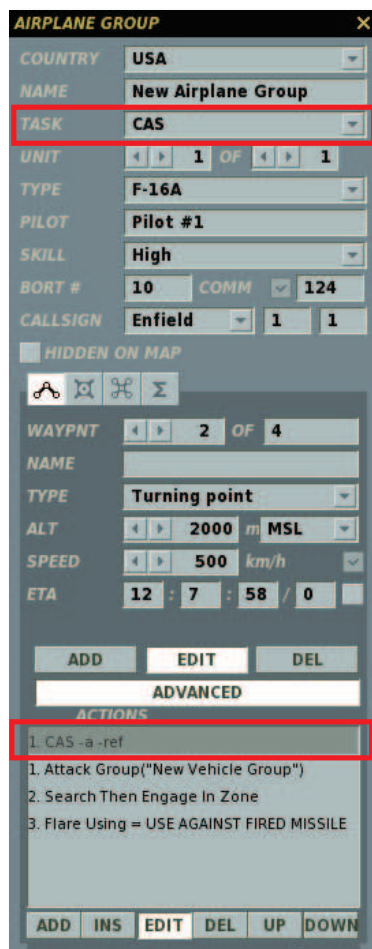 AIRPLANE GROUP ×
COUNTRY USA
NAME New Airplane Group
TASK CAS
UNIT 1 OF 1
TYPE F-16A
PILOT Pilot #1
SKILL High
BORT # 10 COMM 124
CALLSIGN Enfield 1 1
HIDDEN ON MAP
Σ
WAYPNT 2 OF 4
NAME
TYPE Turning point
ALT 2000 m MSL
SPEED 500 km/h
ETA 12 : 7 : 58 / 0
ADD EDIT DEL
ADVANCED
ACTIONS
1. CAS -a -ref
1. Attack Group("New Vehicle Group")
2. Search Then Engage In Zone
3. Flare Using = USE AGAINST FIRED MISSILE
ADD INS EDIT DEL UP DOWN